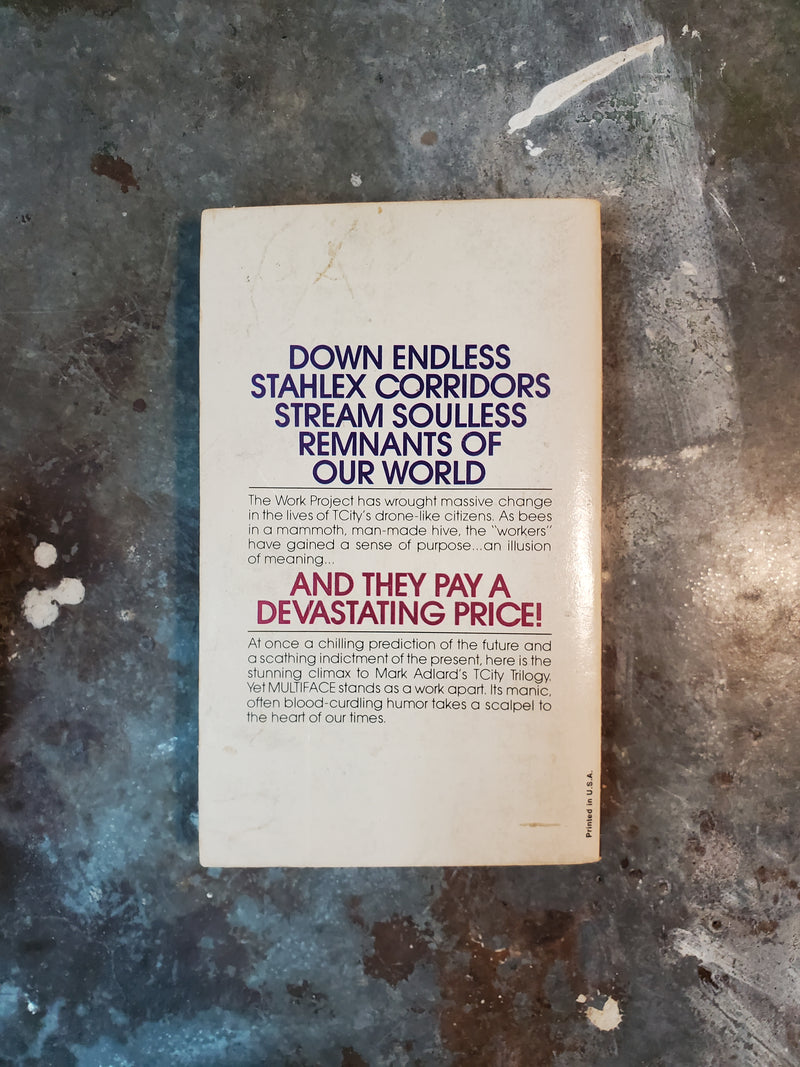 DOWN ENDLESS
STAHLEX CORRIDORS
STREAM SOULLESS
REMNANTS OF
OUR WORLD
The Work Project has wrought massive change
in the lives of TCity's drone-like citizens. As bees
in a mammoth, man-made hive, the "workers"
have gained a sense of purpose...an illusion
of meaning...
AND THEY PAY A
DEVASTATING PRICE!
At once a chilling prediction of the future and
a scathing indictment of the present, here is the
stunning climax to Mark Adlard's TCity Trilogy.
Yet MULTIFACE stands as a work apart. Its manic,
often blood-curdling humor takes a scalpel to
the heart of our times.
Printed in U.S.A.